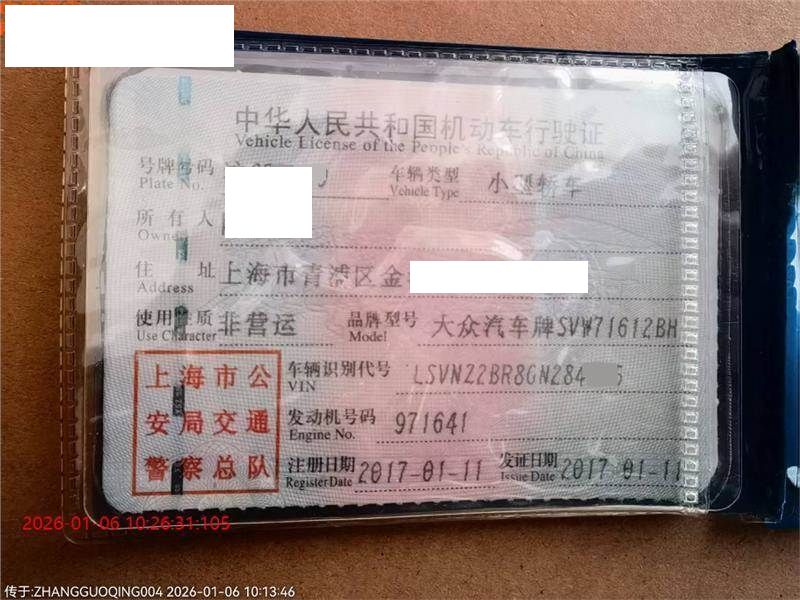 中华人民共和国机动车行驶证
Vehicle License of the People's Republic of China
号牌号码
Plate No.
车辆类型 小型轿车
Vehicle Type
所有人
Owner
住址 上海市青浦区金
Address
使用性质 非营运
Use Character
品牌型号 大众汽车牌SVW71612BH
Model
上海市公
安局交通
警察总队
车辆识别代号
VIN
LSVNZ2BR8GN284 5
发动机号码 971641
Engine No.
注册日期 2017-01-11
Register Date
发证日期 2017-01-11
Issue Date
2026-01-06 10:26:31:105
传于:ZHANGGUOQING004 2026-01-06 10:13:46